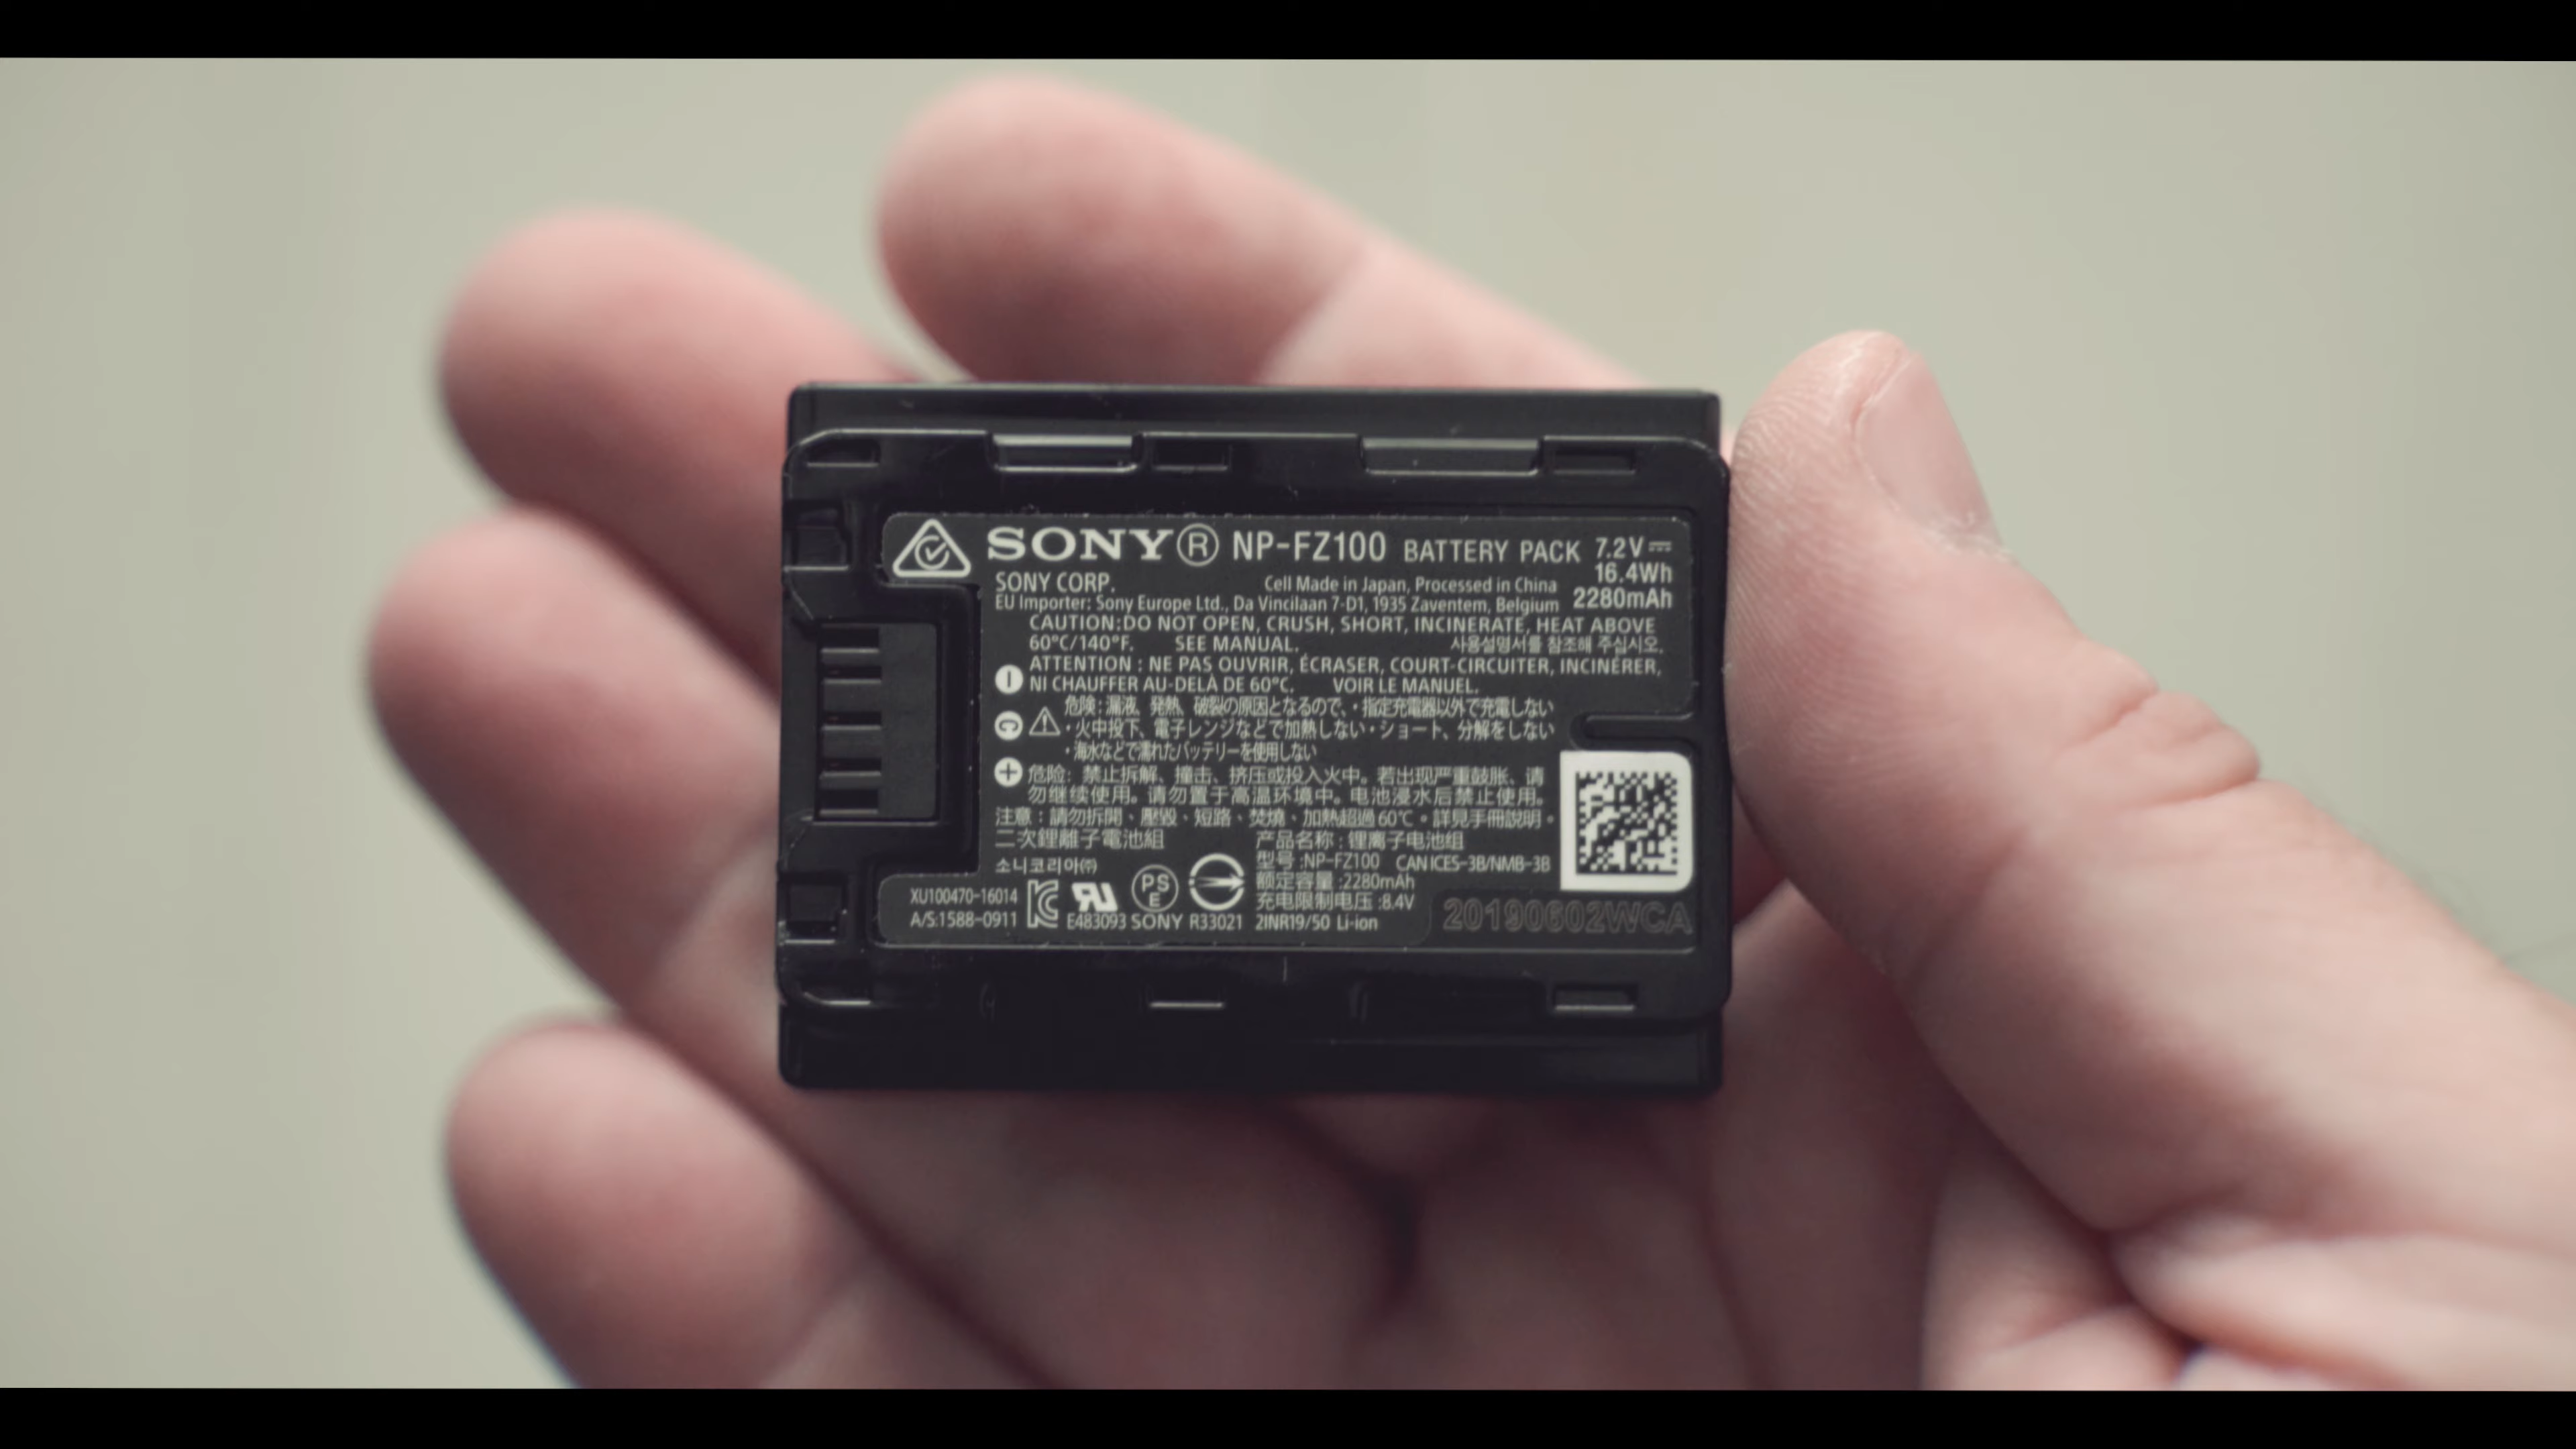 SONY® NP-FZ100 BATTERY PACK 7.2V
16.4Wh
2280mAh
SONY CORP. Cell Made in Japan, Processed in China
EU Importer: Sony Europe Ltd., Da Vincilaan 7-D1, 1935 Zaventem, Belgium
CAUTION:DO NOT OPEN, CRUSH, SHORT, INCINERATE, HEAT ABOVE
60°C/140°F. SEE MANUAL. 사용설명서를 참조해 주십시오.
ATTENTION : NE PAS OUVRIR, ÉCRASER, COURT-CIRCUITER, INCINÉRER,
NI CHAUFFER AU-DELÀ DE 60°C. VOIR LE MANUEL.
危険：漏液、発熱、破裂の原因となるので、・指定充電器以外で充電しない
・火中投下、電子レンジなどで加熱しない・ショート、分解をしない
・海水などで濡れたバッテリーを使用しない
危险：禁止拆解、撞击、挤压或投入火中。若出现严重鼓胀、请
勿继续使用。请勿置于高温环境中。电池浸水后禁止使用。
注意：請勿拆開、壓毀、短路、焚燒、加熱超過60℃。詳見手冊說明。
二次鋰離子電池組 产品名称：锂离子电池组
소니코리아㈜ 型号:NP-FZ100 CAN ICES-3B/NMB-3B
额定容量:2280mAh
充电限制电压:8.4V
XU100470-16014
A/S:1588-0911 E483093 SONY R33021 2INR19/50 Li-ion
PS
E
20190602WCA